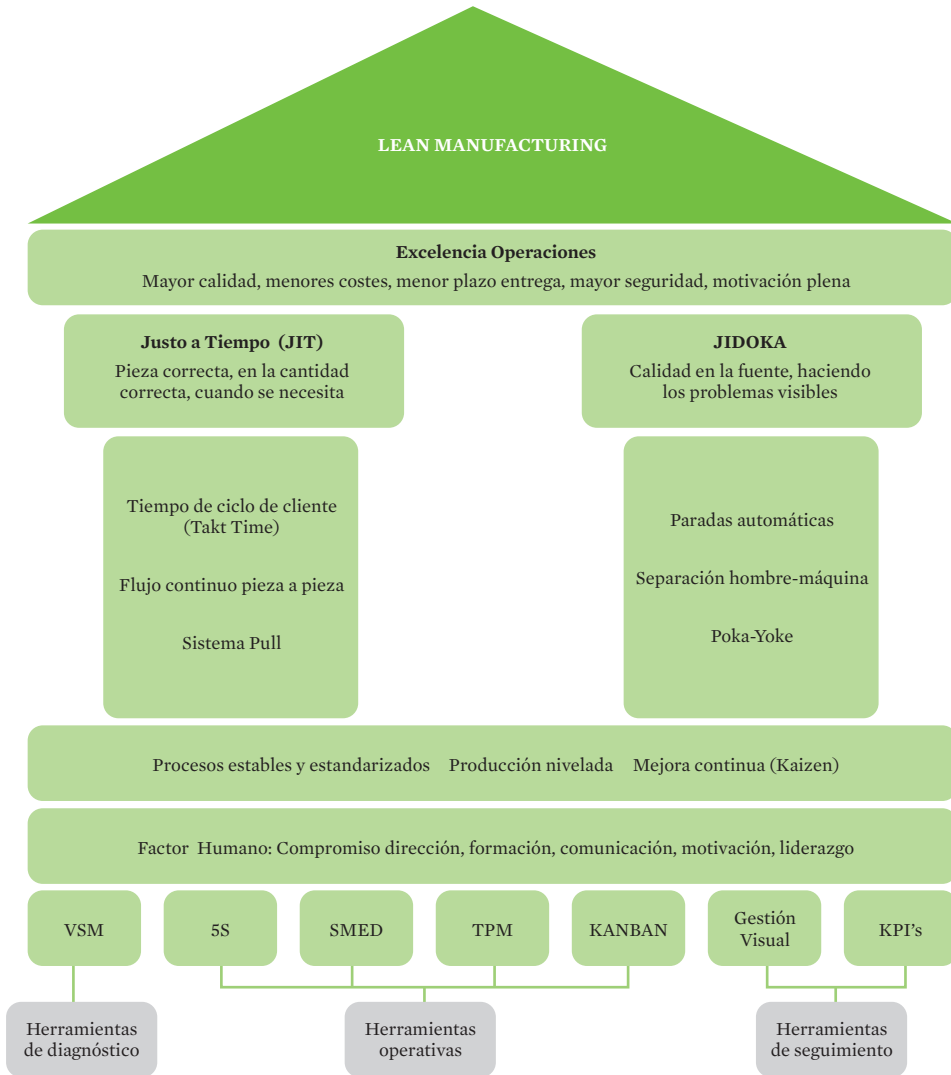 LEAN MANUFACTURING
Excelencia Operaciones
Mayor calidad, menores costes, menor plazo entrega, mayor seguridad, motivación plena
Justo a Tiempo (JIT)
Pieza correcta, en la cantidad
correcta, cuando se necesita
JIDOKA
Calidad en la fuente, haciendo
los problemas visibles
Tiempo de ciclo de cliente
(Takt Time)
Flujo continuo pieza a pieza
Sistema Pull
Paradas automáticas
Separación hombre-máquina
Poka-Yoke
Procesos estables y estandarizados Producción nivelada Mejora continua (Kaizen)
Factor Humano: Compromiso dirección, formación, comunicación, motivación, liderazgo
VSM
5S
SMED
TPM
KANBAN
Gestión
Visual
KPI’s
Herramientas
de diagnóstico
Herramientas
operativas
Herramientas
de seguimiento